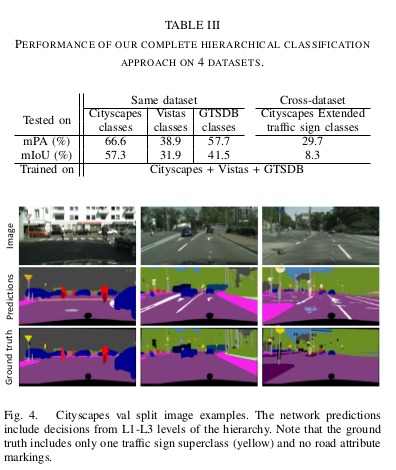 TABLE III
PERFORMANCE OF OUR COMPLETE HIERARCHICAL CLASSIFICATION
APPROACH ON 4 DATASETS.
Same dataset Cross-dataset
Tested on Cityscapes classes Vistas classes GTSDB classes Cityscapes Extended traffic sign classes
mPA (%) 66.6 38.9 57.7 29.7
mIoU (%) 57.3 31.9 41.5 8.3
Trained on Cityscapes + Vistas + GTSDB
Image
Predictions
Ground truth
Fig. 4. Cityscapes val split image examples. The network predictions
include decisions from L1-L3 levels of the hierarchy. Note that the ground
truth includes only one traffic sign superclass (yellow) and no road attribute
markings.